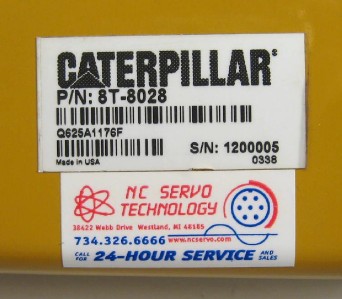 CATERPILLAR®
P/N: 8T-8028
Q625A1176F
S/N: 1200005
Made in USA
0338
NC SERVO
TECHNOLOGY
38422 Webb Drive Westland, MI 48185
734.326.6666 www.ncservo.com
CALL FOR 24-HOUR SERVICE AND SALES